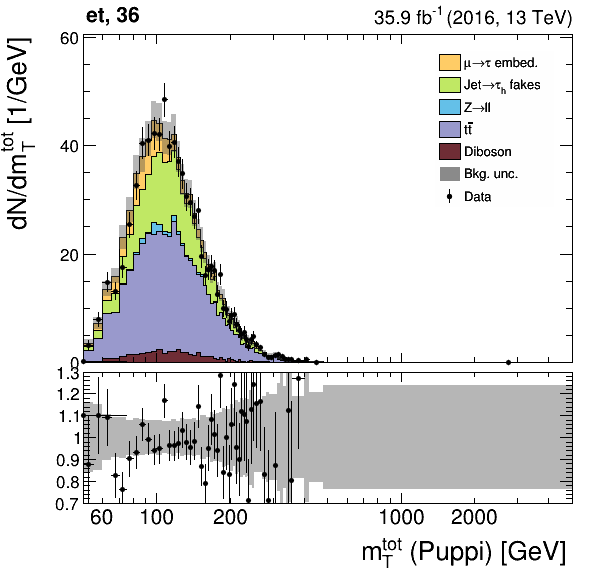 et, 36
35.9 fb⁻¹ (2016, 13 TeV)
dN/dm_T^tot [1/GeV]
60
40
20
0
μ→τ embed.
Jet→τ_h fakes
Z→ll
tt̄
Diboson
Bkg. unc.
Data
1.3
1.2
1.1
1
0.9
0.8
0.7
60 100 200 1000 2000
m_T^tot (Puppi) [GeV]